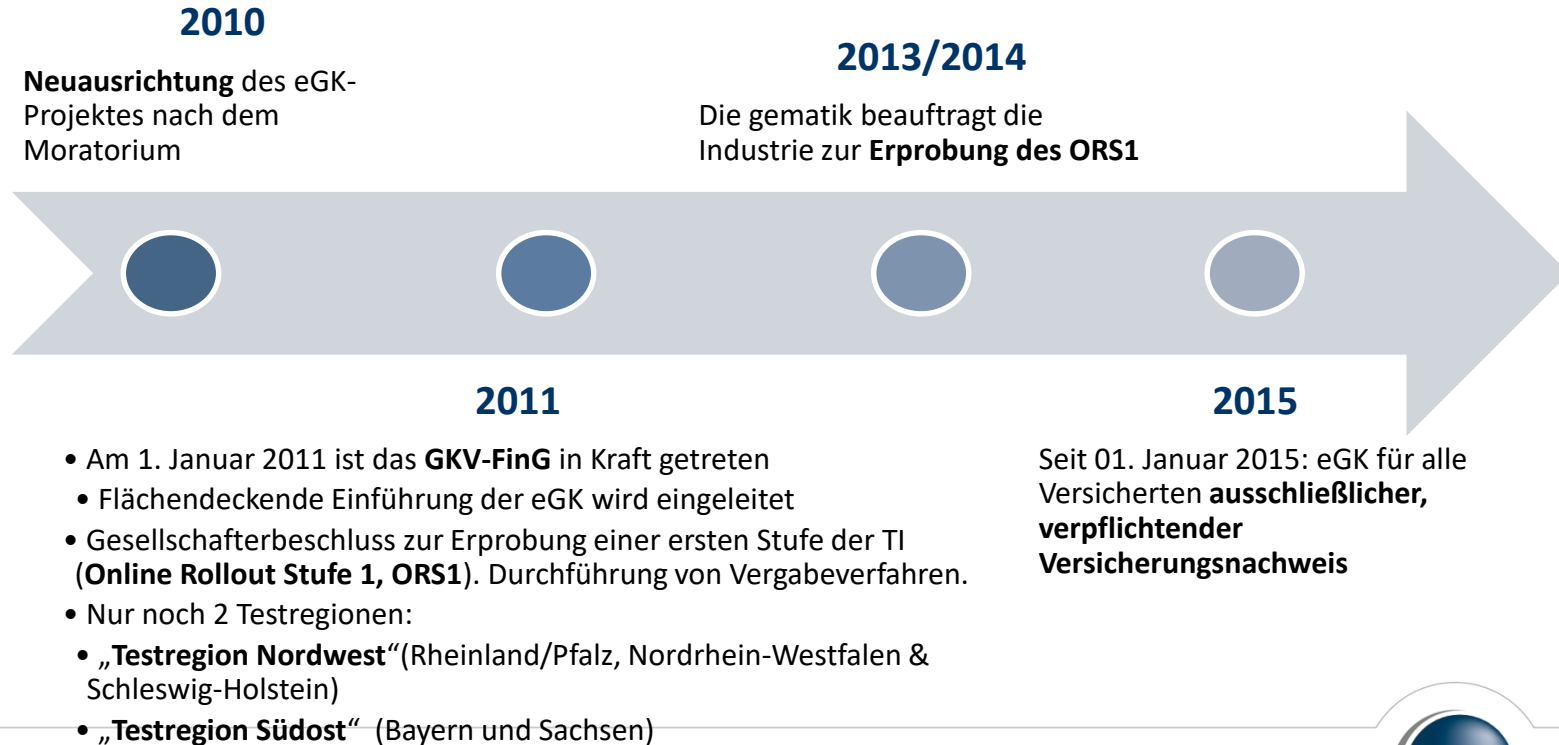 2010
Neuausrichtung des eGK-
Projektes nach dem
Moratorium
2013/2014
Die gematik beauftragt die
Industrie zur Erprobung des ORS1
2011
• Am 1. Januar 2011 ist das GKV-FinG in Kraft getreten
• Flächendeckende Einführung der eGK wird eingeleitet
• Gesellschafterbeschluss zur Erprobung einer ersten Stufe der TI
(Online Rollout Stufe 1, ORS1). Durchführung von Vergabeverfahren.
• Nur noch 2 Testregionen:
• „Testregion Nordwest“(Rheinland/Pfalz, Nordrhein-Westfalen &
Schleswig-Holstein)
• „Testregion Südost“ (Bayern und Sachsen)
2015
Seit 01. Januar 2015: eGK für alle
Versicherten ausschließlicher,
verpflichtender
Versicherungsnachweis